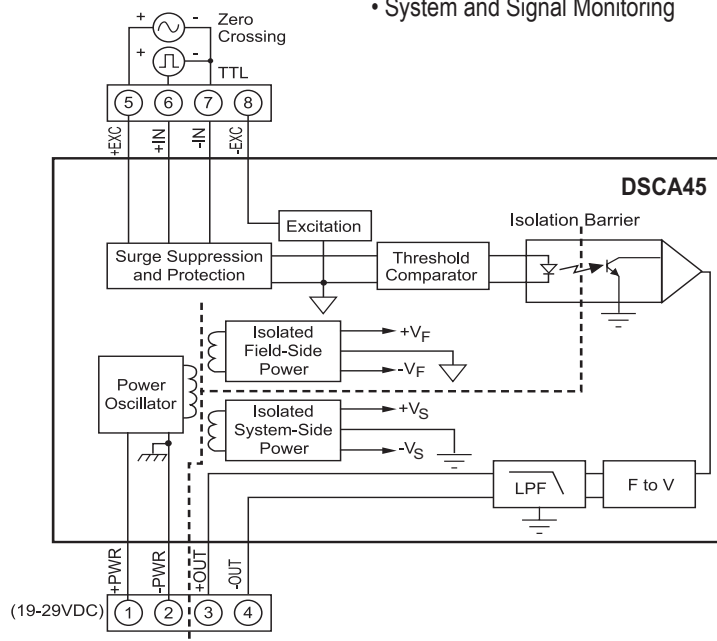 • System and Signal Monitoring
+ - Zero
Crossing
+ -
TTL
5 6 7 8
+EXC +IN -IN -EXC
DSCA45
Isolation Barrier
Excitation
Surge Suppression
and Protection
Threshold
Comparator
Isolated
Field-Side
Power
+VF
-VF
Power
Oscillator
Isolated
System-Side
Power
+VS
-VS
LPF
F to V
+PWR -PWR +OUT -OUT
(19-29VDC) 1 2 3 4